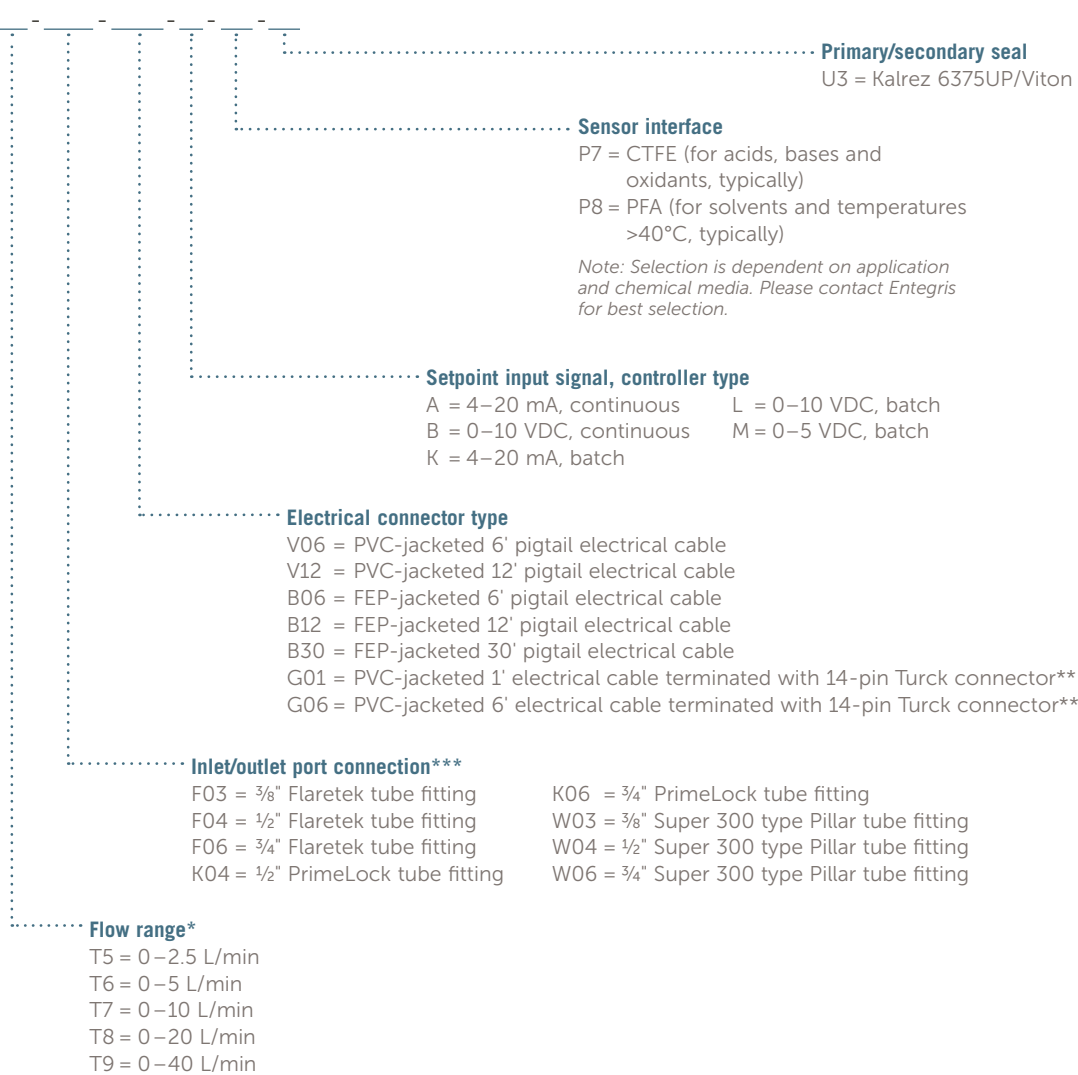 - - - - -
Primary/secondary seal
U3 = Kalrez 6375UP/Viton
Sensor interface
P7 = CTFE (for acids, bases and
oxidants, typically)
P8 = PFA (for solvents and temperatures
>40°C, typically)
Note: Selection is dependent on application
and chemical media. Please contact Entegris
for best selection.
Setpoint input signal, controller type
A = 4–20 mA, continuous L = 0–10 VDC, batch
B = 0–10 VDC, continuous M = 0–5 VDC, batch
K = 4–20 mA, batch
Electrical connector type
V06 = PVC-jacketed 6' pigtail electrical cable
V12 = PVC-jacketed 12' pigtail electrical cable
B06 = FEP-jacketed 6' pigtail electrical cable
B12 = FEP-jacketed 12' pigtail electrical cable
B30 = FEP-jacketed 30' pigtail electrical cable
G01 = PVC-jacketed 1' electrical cable terminated with 14-pin Turck connector**
G06 = PVC-jacketed 6' electrical cable terminated with 14-pin Turck connector**
Inlet/outlet port connection***
F03 = ⅜" Flaretek tube fitting K06 = ¾" PrimeLock tube fitting
F04 = ½" Flaretek tube fitting W03 = ⅜" Super 300 type Pillar tube fitting
F06 = ¾" Flaretek tube fitting W04 = ½" Super 300 type Pillar tube fitting
K04 = ½" PrimeLock tube fitting W06 = ¾" Super 300 type Pillar tube fitting
Flow range*
T5 = 0–2.5 L/min
T6 = 0–5 L/min
T7 = 0–10 L/min
T8 = 0–20 L/min
T9 = 0–40 L/min